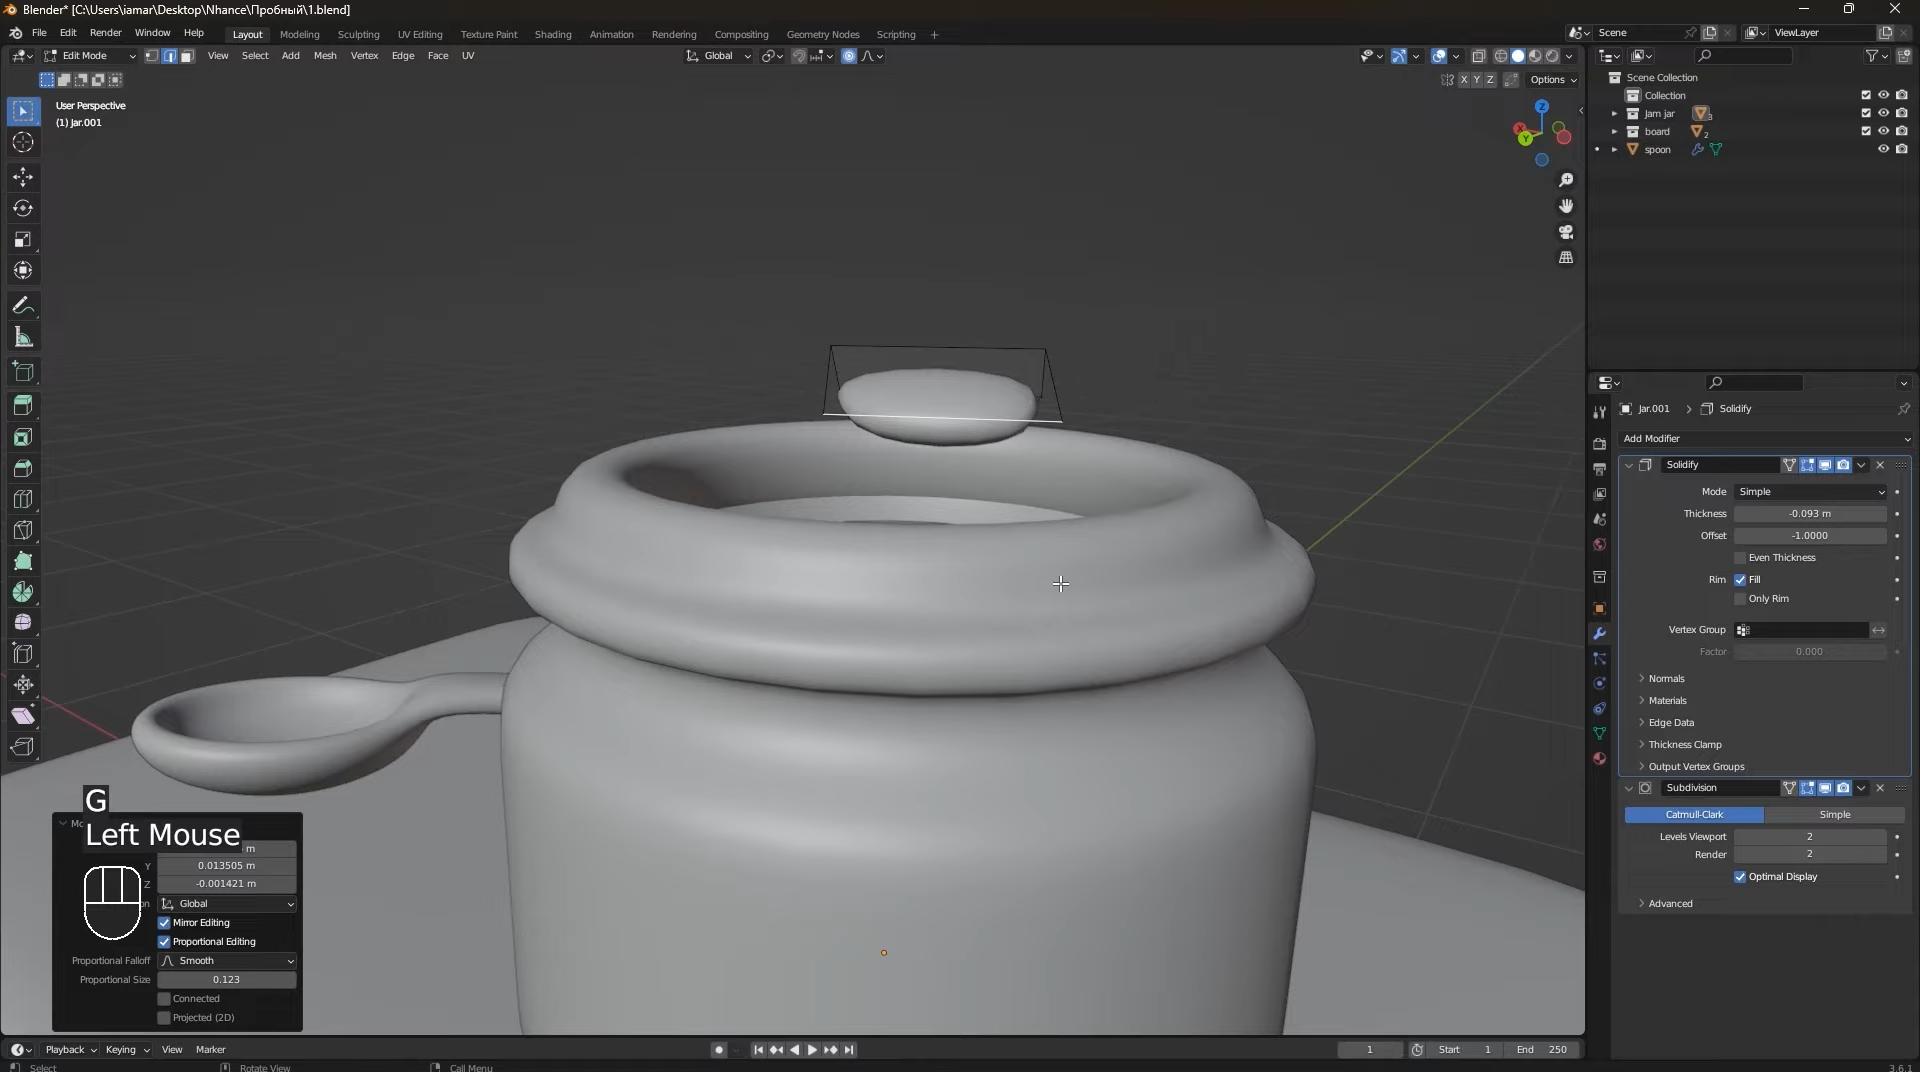 Blender* [C:\Users\iamar\Desktop\Nhance\Пробный\1.blend]
File Edit Render Window Help Layout Modeling Sculpting UV Editing Texture Paint Shading Animation Rendering Compositing Geometry Nodes Scripting + Scene ViewLayer
Edit Mode View Select Add Mesh Vertex Edge Face UV Global
X Y Z Options
User Perspective
(1) Jar.001
Scene Collection
Collection
Jam jar 3
board 2
spoon
Z
X
Y
Jar.001 > Solidify
Add Modifier
Solidify
Mode Simple
Thickness -0.093 m
Offset -1.0000
Even Thickness
Rim Fill
Only Rim
Vertex Group
Factor 0.000
Normals
Materials
Edge Data
Thickness Clamp
Output Vertex Groups
Subdivision
Catmull-Clark Simple
Levels Viewport 2
Render 2
Optimal Display
Advanced
G
Left Mouse
Mo
m
Y 0.013505 m
Z -0.001421 m
on Global
Mirror Editing
Proportional Editing
Proportional Falloff Smooth
Proportional Size 0.123
Connected
Projected (2D)
Playback Keying View Marker 1 Start 1 End 250
Select Rotate View Call Menu 3.6.1